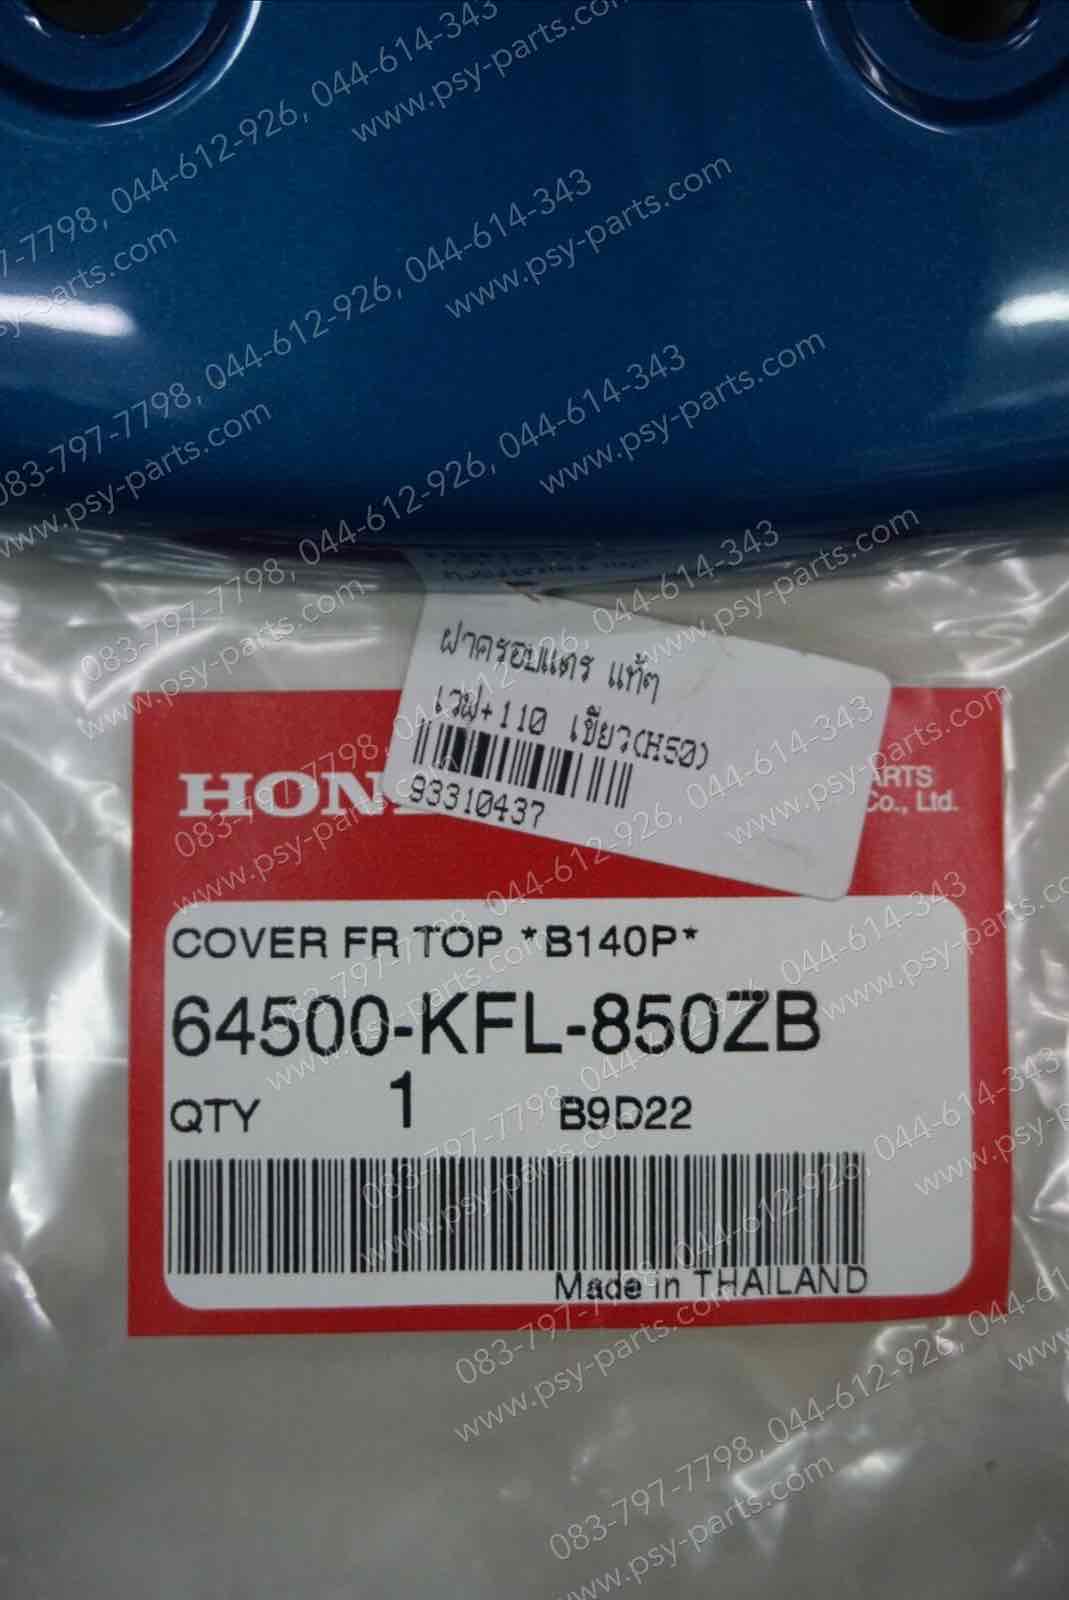 ฝาครอบแตร แท้ๆ
เวฟ+110 เขียว(H50)
93310437
HON
ARTS
Co., Ltd.
COVER FR TOP *B140P*
64500-KFL-850ZB
QTY 1 B9D22
Made in THAILAND
083-797-7798, 044-612-926, 044-614-343
www.psy-parts.com